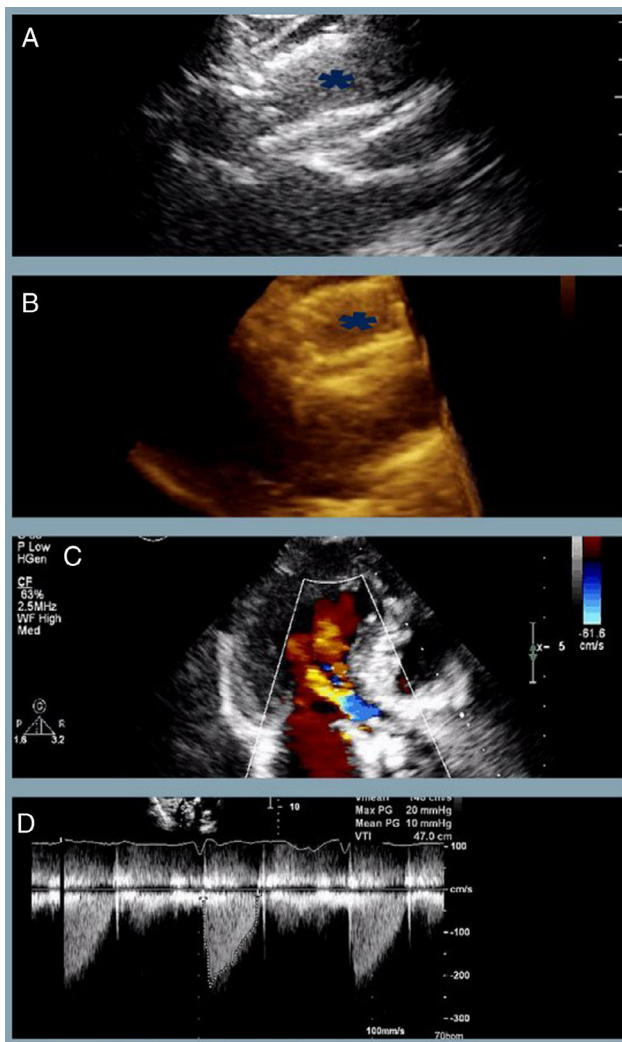 A
B
C
P Low
HGen
CF
63%
2.5MHz
WF High
Med
-61.6
cm/s
x- 5
G
P R
1.6 3.2
D
10
Max PG 20 mmHg
Mean PG 10 mmHg
VTI 47.0 cm
100
cm/s
-100
-200
-300
100mm/s